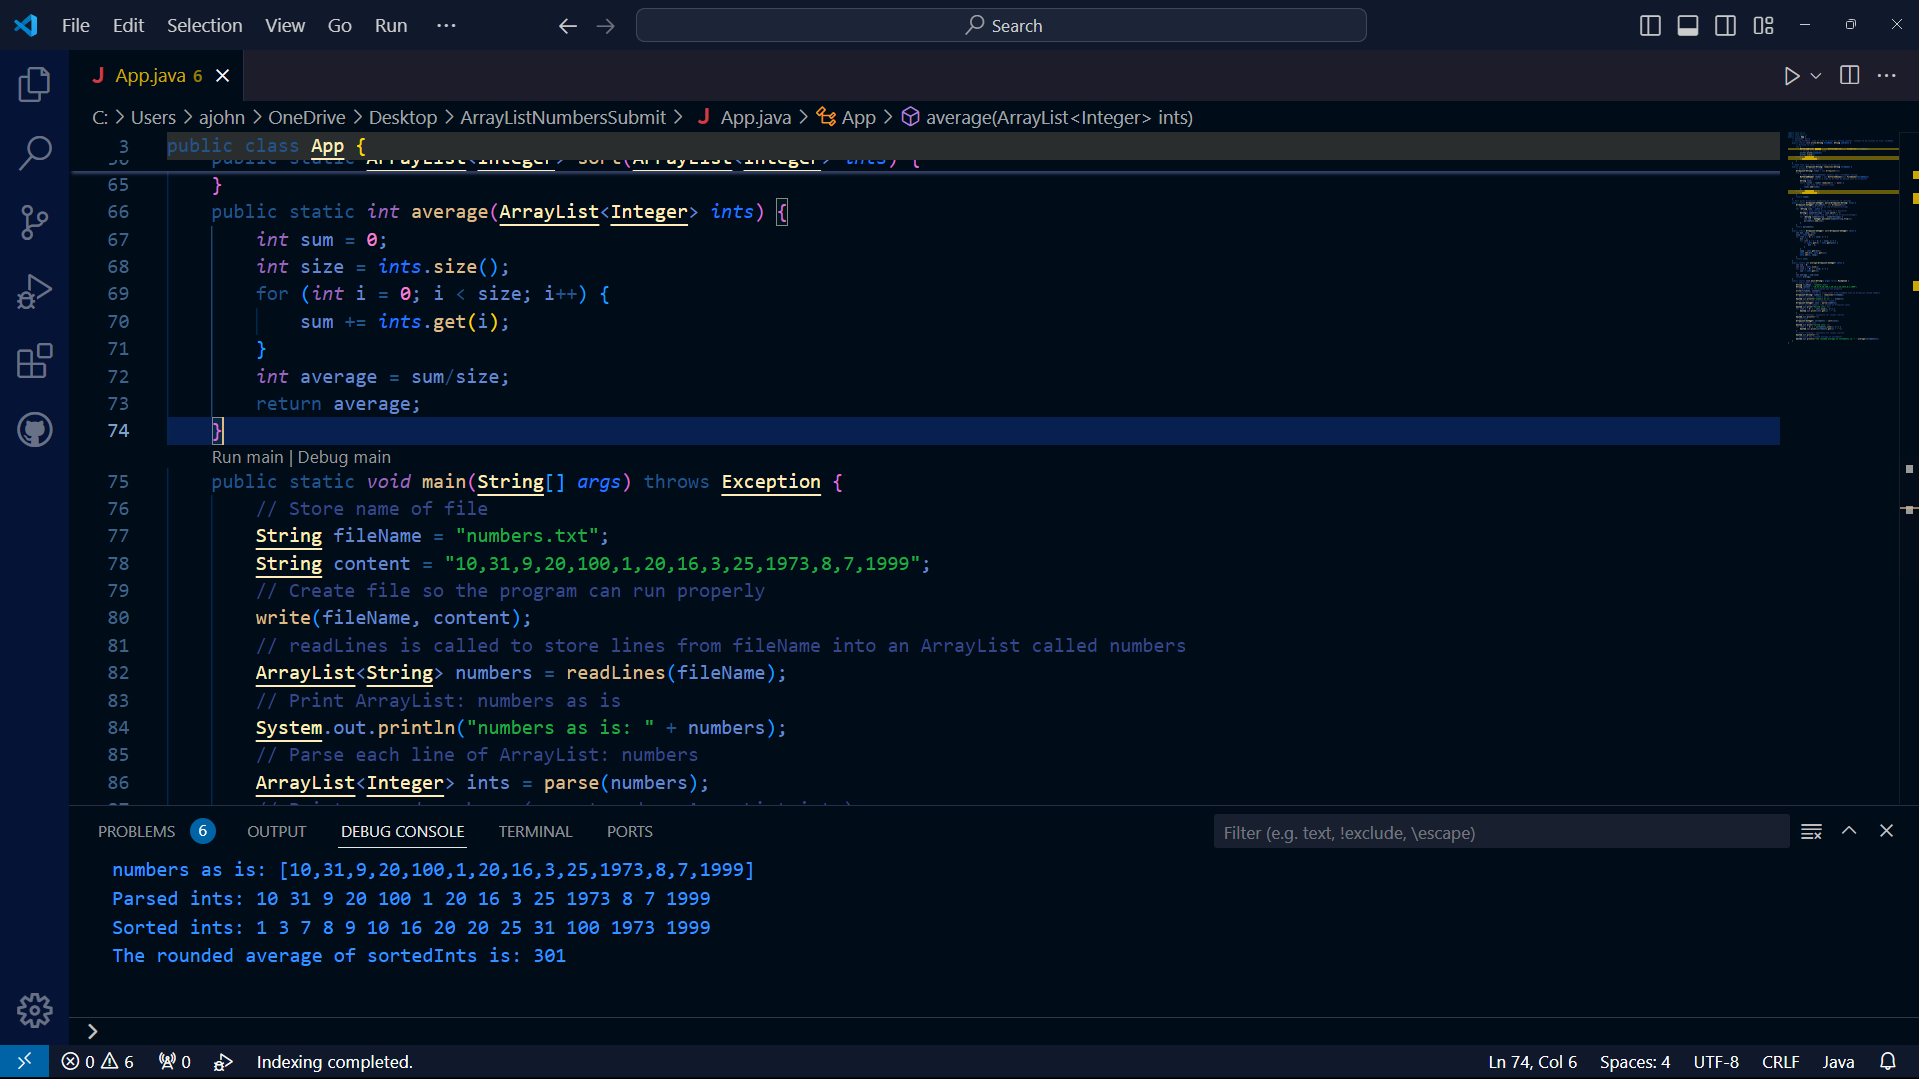 File Edit Selection View Go Run ···
Search
J App.java 6
C: > Users > ajohn > OneDrive > Desktop > ArrayListNumbersSubmit > J App.java > App > average(ArrayList<Integer> ints)
3 public class App {
public static ArrayList<Integer> sort(ArrayList<Integer> ints) {
65 }
66 public static int average(ArrayList<Integer> ints) {
67 int sum = 0;
68 int size = ints.size();
69 for (int i = 0; i < size; i++) {
70 sum += ints.get(i);
71 }
72 int average = sum/size;
73 return average;
74 }
Run main | Debug main
75 public static void main(String[] args) throws Exception {
76 // Store name of file
77 String fileName = "numbers.txt";
78 String content = "10,31,9,20,100,1,20,16,3,25,1973,8,7,1999";
79 // Create file so the program can run properly
80 write(fileName, content);
81 // readLines is called to store lines from fileName into an ArrayList called numbers
82 ArrayList<String> numbers = readLines(fileName);
83 // Print ArrayList: numbers as is
84 System.out.println("numbers as is: " + numbers);
85 // Parse each line of ArrayList: numbers
86 ArrayList<Integer> ints = parse(numbers);
PROBLEMS 6 OUTPUT DEBUG CONSOLE TERMINAL PORTS
Filter (e.g. text, !exclude, \escape)
numbers as is: [10,31,9,20,100,1,20,16,3,25,1973,8,7,1999]
Parsed ints: 10 31 9 20 100 1 20 16 3 25 1973 8 7 1999
Sorted ints: 1 3 7 8 9 10 16 20 20 25 31 100 1973 1999
The rounded average of sortedInts is: 301
>
0 6 0 Indexing completed.
Ln 74, Col 6 Spaces: 4 UTF-8 CRLF Java